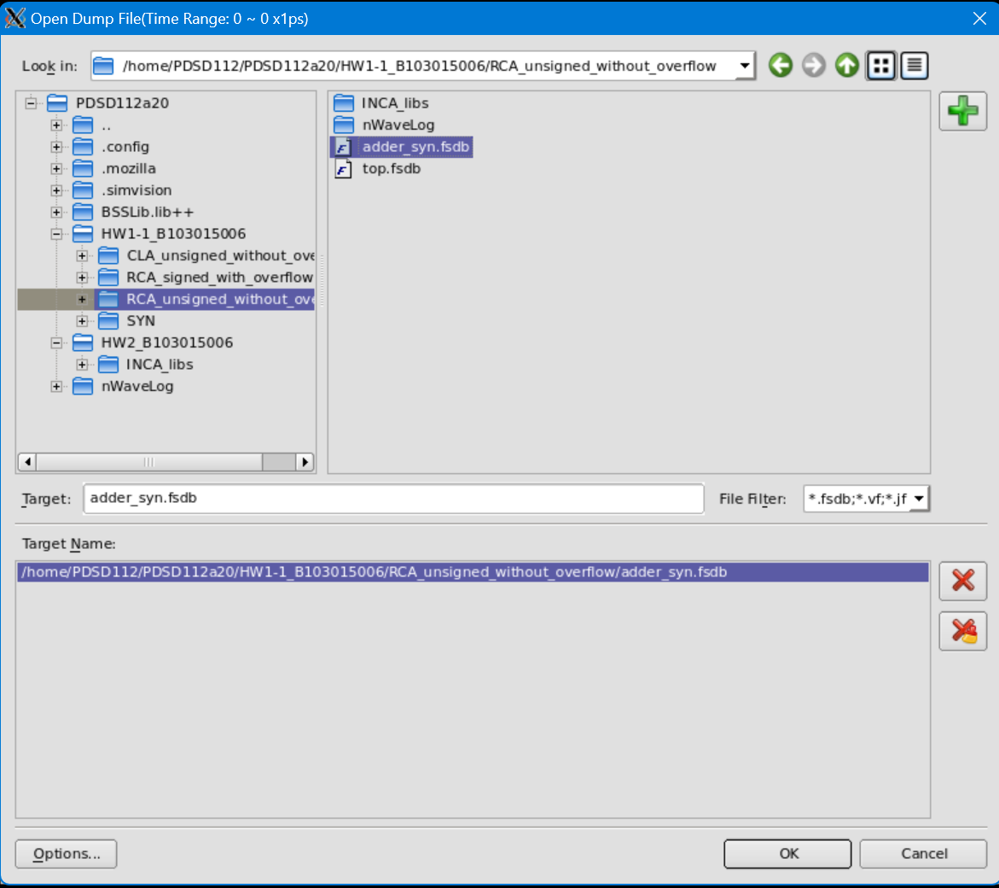 Open Dump File(Time Range: 0 ~ 0 x1ps)
Look in: /home/PDSD112/PDSD112a20/HW1-1_B103015006/RCA_unsigned_without_overflow
PDSD112a20
..
.config
.mozilla
.simvision
BSSLib.lib++
HW1-1_B103015006
CLA_unsigned_without_ove
RCA_signed_with_overflow
RCA_unsigned_without_ove
SYN
HW2_B103015006
INCA_libs
nWaveLog
INCA_libs
nWaveLog
adder_syn.fsdb
top.fsdb
Target: adder_syn.fsdb File Filter: *.fsdb;*.vf;*.jf
Target Name:
/home/PDSD112/PDSD112a20/HW1-1_B103015006/RCA_unsigned_without_overflow/adder_syn.fsdb
Options... OK Cancel